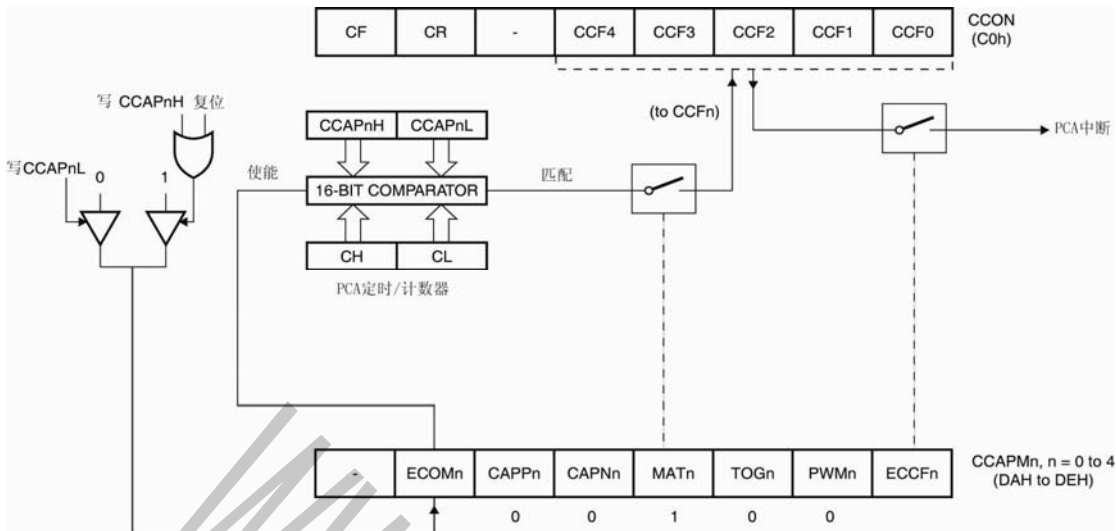 CF CR - CCF4 CCF3 CCF2 CCF1 CCF0
CCON
(C0h)
写 CCAPnH 复位
写CCAPnL 0 1
CCAPnH CCAPnL
(to CCFn)
PCA中断
使能
16-BIT COMPARATOR
匹配
CH CL
PCA定时/计数器
- ECOMn CAPPn CAPNn MATn TOGn PWMn ECCFn
CCAPMn, n = 0 to 4
(DAH to DEH)
0 0 1 0 0